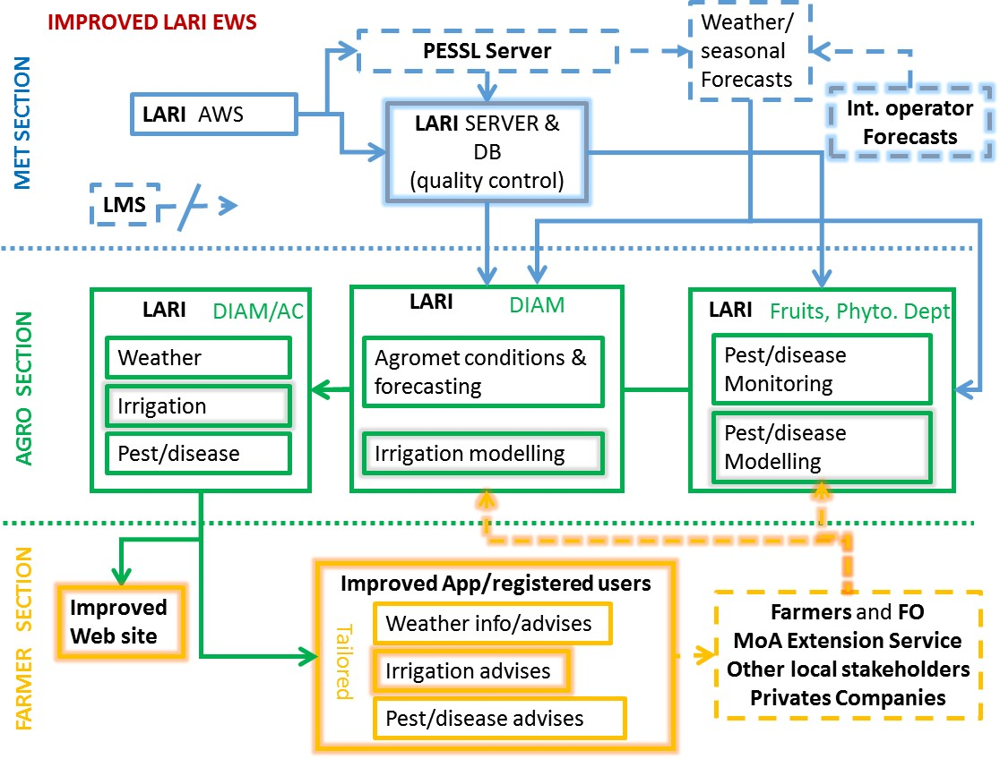 IMPROVED LARI EWS
MET SECTION
PESSL Server
Weather/
seasonal
Forecasts
LARI AWS
LARI SERVER &
DB
(quality control)
Int. operator
Forecasts
LMS
AGRO SECTION
LARI DIAM/AC
Weather
Irrigation
Pest/disease
LARI DIAM
Agromet conditions &
forecasting
Irrigation modelling
LARI Fruits, Phyto. Dept
Pest/disease
Monitoring
Pest/disease
Modelling
FARMER SECTION
Improved
Web site
Improved App/registered users
Tailored
Weather info/advises
Irrigation advises
Pest/disease advises
Farmers and FO
MoA Extension Service
Other local stakeholders
Privates Companies